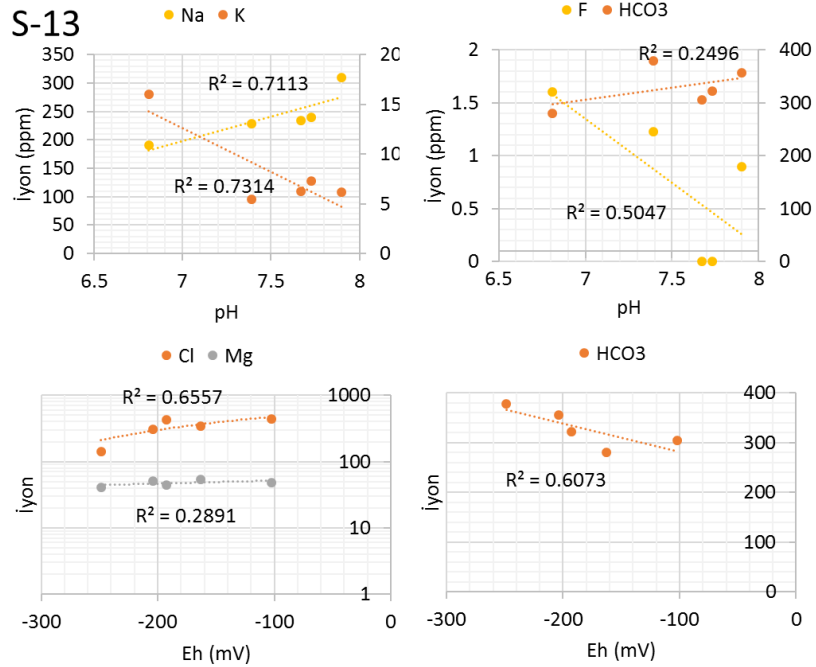 S-13
Na K
İyon (ppm)
350
300
250
200
150
100
50
0
20
15
10
5
0
R² = 0.7113
R² = 0.7314
6.5 7 7.5 8
pH
F HCO3
İyon (ppm)
2
1.5
1
0.5
0
400
300
200
100
0
R² = 0.2496
R² = 0.5047
6.5 7 7.5 8
pH
Cl Mg
İyon
R² = 0.6557
R² = 0.2891
1000
100
10
1
-300 -200 -100 0
Eh (mV)
HCO3
İyon
R² = 0.6073
400
300
200
100
0
-300 -200 -100 0
Eh (mV)